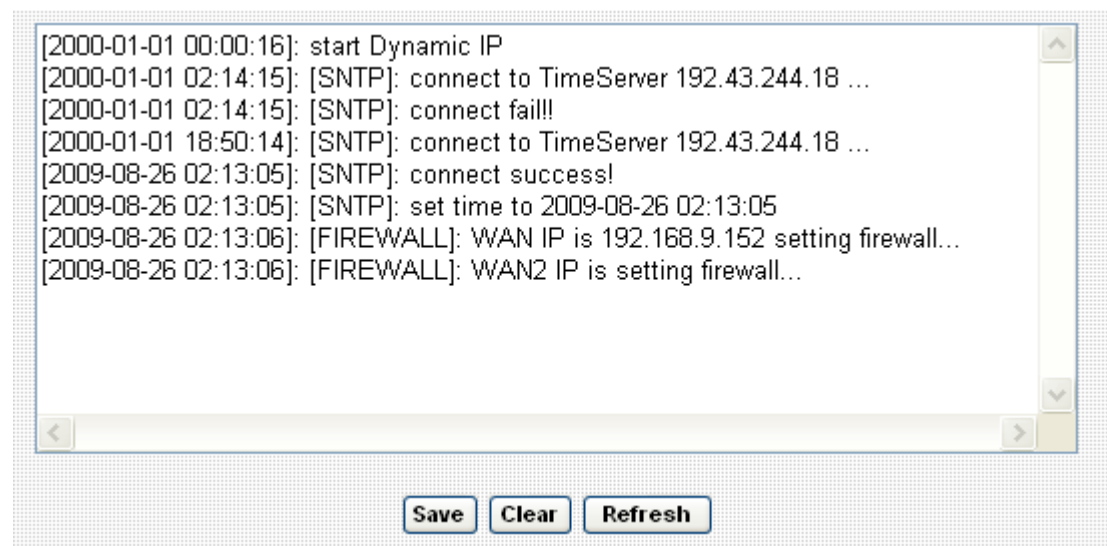 [2000-01-01 00:00:16]: start Dynamic IP
[2000-01-01 02:14:15]: [SNTP]: connect to TimeServer 192.43.244.18 ...
[2000-01-01 02:14:15]: [SNTP]: connect fail!!
[2000-01-01 18:50:14]: [SNTP]: connect to TimeServer 192.43.244.18 ...
[2009-08-26 02:13:05]: [SNTP]: connect success!
[2009-08-26 02:13:05]: [SNTP]: set time to 2009-08-26 02:13:05
[2009-08-26 02:13:06]: [FIREWALL]: WAN IP is 192.168.9.152 setting firewall...
[2009-08-26 02:13:06]: [FIREWALL]: WAN2 IP is setting firewall...
Save Clear Refresh